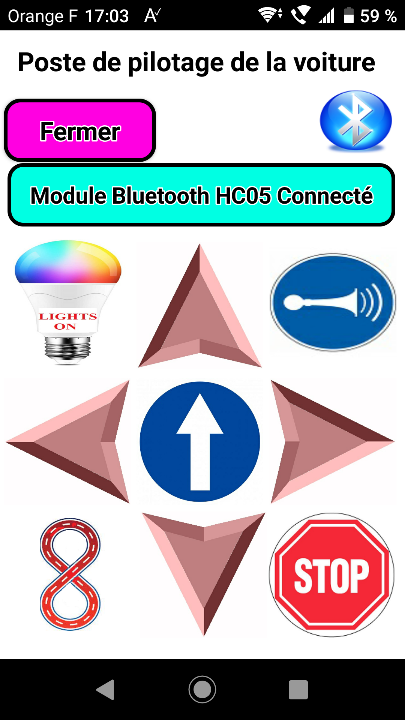 Orange F 17:03 59 %
Poste de pilotage de la voiture
Fermer
Module Bluetooth HC05 Connecté
LIGHTS
ON
STOP